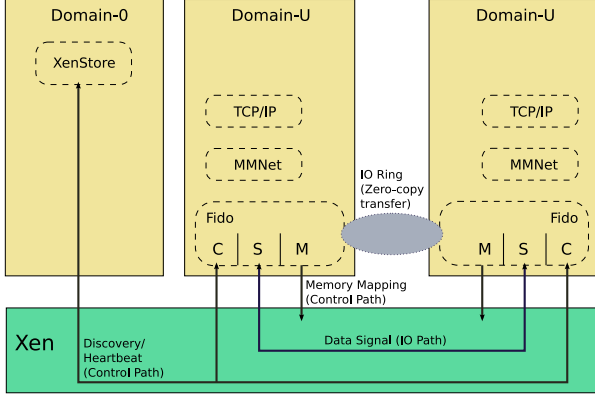 Domain-0
XenStore
Domain-U
TCP/IP
MMNet
Fido
C S M
IO Ring
(Zero-copy
transfer)
Domain-U
TCP/IP
MMNet
Fido
M S C
Memory Mapping
(Control Path)
Xen
Discovery/
Heartbeat
(Control Path)
Data Signal (IO Path)